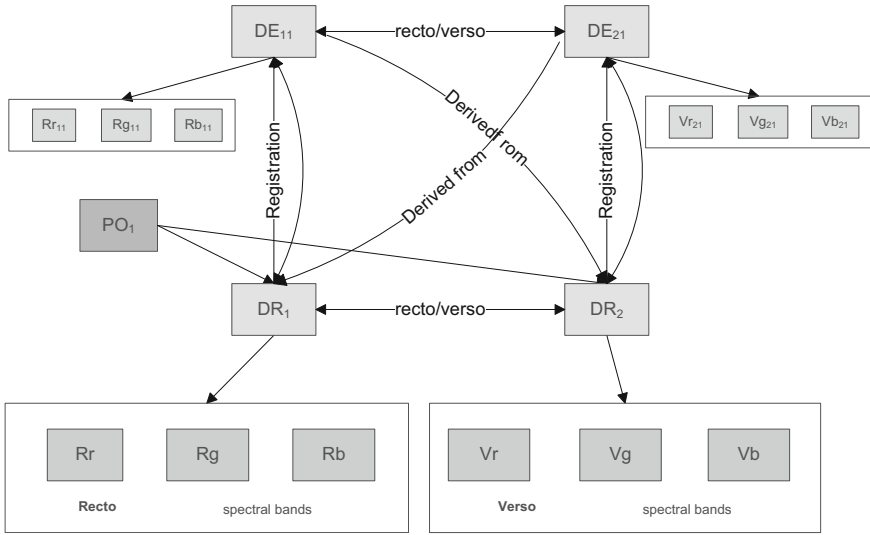 DE₁₁
recto/verso
DE₂₁
Rr₁₁
Rg₁₁
Rb₁₁
Vr₂₁
Vg₂₁
Vb₂₁
Registration
Derivedf rom
Derived from
Registration
PO₁
DR₁
recto/verso
DR₂
Rr
Rg
Rb
Recto
spectral bands
Vr
Vg
Vb
Verso
spectral bands